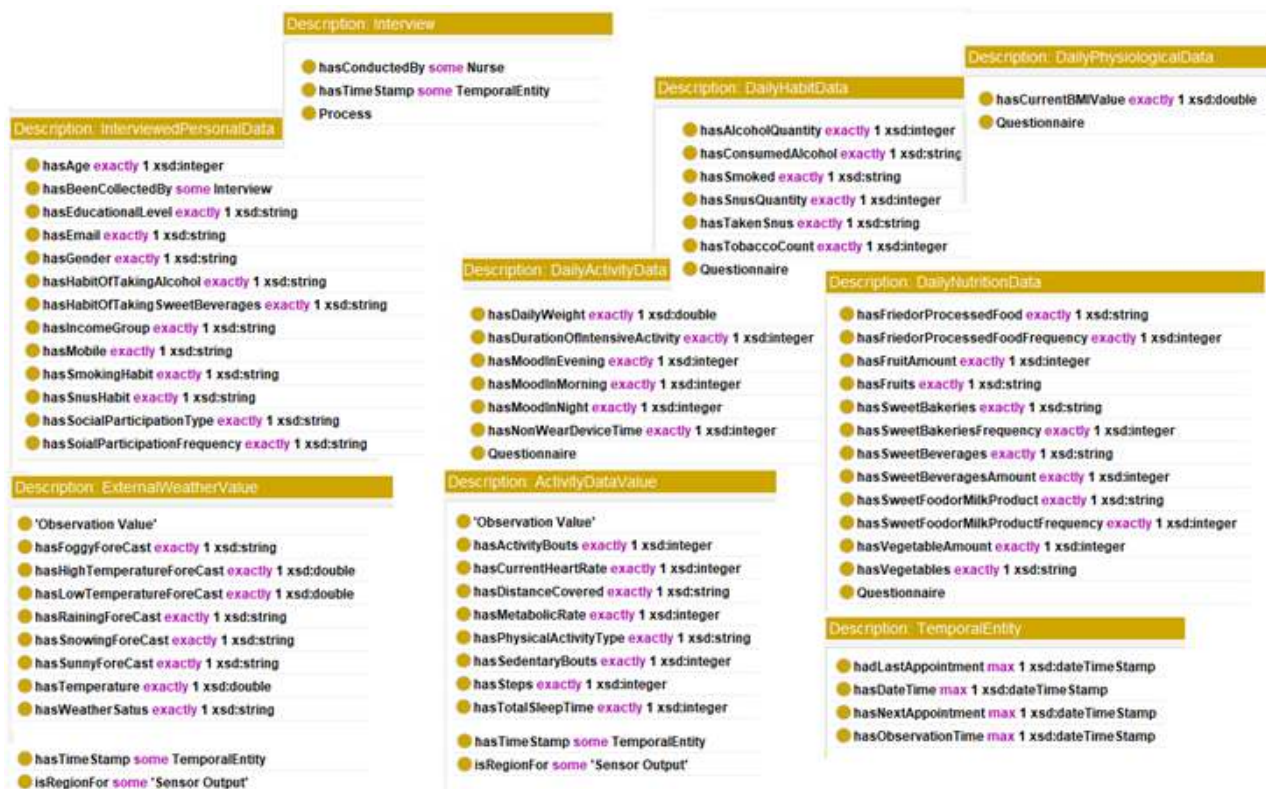 Description: Interview
hasConductedBy some Nurse
hasTimeStamp some TemporalEntity
Process
Description: DailyPhysiologicalData
hasCurrentBMIValue exactly 1 xsd:double
Questionnaire
Description: DailyHabitData
hasAlcoholQuantity exactly 1 xsd:integer
hasConsumedAlcohol exactly 1 xsd:string
hasSmoked exactly 1 xsd:string
hasSnusQuantity exactly 1 xsd:integer
hasTakenSnus exactly 1 xsd:string
hasTobaccoCount exactly 1 xsd:integer
Questionnaire
Description: InterviewedPersonalData
hasAge exactly 1 xsd:integer
hasBeenCollectedBy some Interview
hasEducationalLevel exactly 1 xsd:string
hasEmail exactly 1 xsd:string
hasGender exactly 1 xsd:string
hasHabitOfTakingAlcohol exactly 1 xsd:string
hasHabitOfTakingSweetBeverages exactly 1 xsd:string
hasIncomeGroup exactly 1 xsd:string
hasMobile exactly 1 xsd:string
hasSmokingHabit exactly 1 xsd:string
hasSnusHabit exactly 1 xsd:string
hasSocialParticipationType exactly 1 xsd:string
hasSoialParticipationFrequency exactly 1 xsd:string
Description: DailyActivityData
hasDailyWeight exactly 1 xsd:double
hasDurationOfIntensiveActivity exactly 1 xsd:integer
hasMoodInEvening exactly 1 xsd:integer
hasMoodInMorning exactly 1 xsd:integer
hasMoodInNight exactly 1 xsd:integer
hasNonWearDeviceTime exactly 1 xsd:integer
Questionnaire
Description: DailyNutritionData
hasFriedorProcessedFood exactly 1 xsd:string
hasFriedorProcessedFoodFrequency exactly 1 xsd:integer
hasFruitAmount exactly 1 xsd:integer
hasFruits exactly 1 xsd:string
hasSweetBakeries exactly 1 xsd:string
hasSweetBakeriesFrequency exactly 1 xsd:integer
hasSweetBeverages exactly 1 xsd:string
hasSweetBeveragesAmount exactly 1 xsd:integer
hasSweetFoodorMilkProduct exactly 1 xsd:string
hasSweetFoodorMilkProductFrequency exactly 1 xsd:integer
hasVegetableAmount exactly 1 xsd:integer
hasVegetables exactly 1 xsd:string
Questionnaire
Description: ExternalWeatherValue
'Observation Value'
hasFoggyForeCast exactly 1 xsd:string
hasHighTemperatureForeCast exactly 1 xsd:double
hasLowTemperatureForeCast exactly 1 xsd:double
hasRainingForeCast exactly 1 xsd:string
hasSnowingForeCast exactly 1 xsd:string
hasSunnyForeCast exactly 1 xsd:string
hasTemperature exactly 1 xsd:double
hasWeatherSatus exactly 1 xsd:string
hasTimeStamp some TemporalEntity
isRegionFor some 'Sensor Output'
Description: ActivityDataValue
'Observation Value'
hasActivityBouts exactly 1 xsd:integer
hasCurrentHeartRate exactly 1 xsd:integer
hasDistanceCovered exactly 1 xsd:string
hasMetabolicRate exactly 1 xsd:integer
hasPhysicalActivityType exactly 1 xsd:string
hasSedentaryBouts exactly 1 xsd:integer
hasSteps exactly 1 xsd:integer
hasTotalSleepTime exactly 1 xsd:integer
hasTimeStamp some TemporalEntity
isRegionFor some 'Sensor Output'
Description: TemporalEntity
hadLastAppointment max 1 xsd:dateTimeStamp
hasDateTime max 1 xsd:dateTimeStamp
hasNextAppointment max 1 xsd:dateTimeStamp
hasObservationTime max 1 xsd:dateTimeStamp